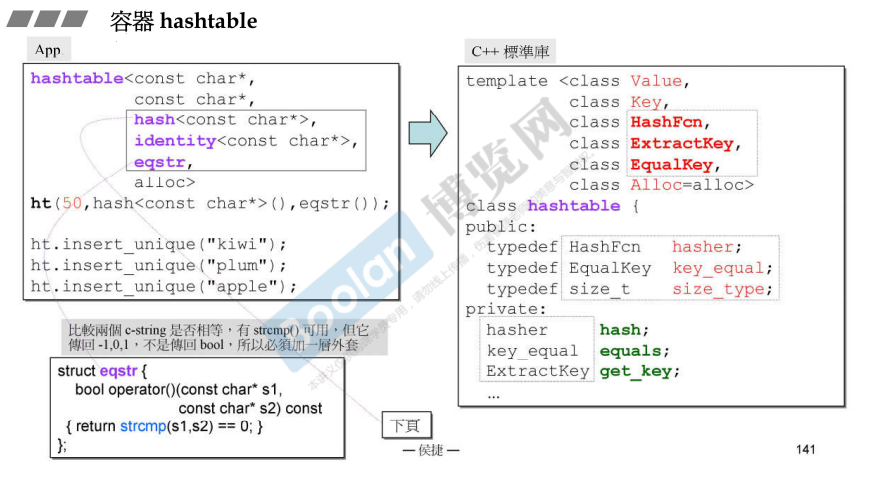 容器 hashtable
App
hashtable<const char*,
const char*,
hash<const char*>,
identity<const char*>,
eqstr,
alloc>
ht(50,hash<const char*>(),eqstr());
ht.insert_unique("kiwi");
ht.insert_unique("plum");
ht.insert_unique("apple");
比較兩個 c-string 是否相等，有 strcmp() 可用，但它
傳回 -1,0,1，不是傳回 bool，所以必須加一層外套
struct eqstr {
bool operator()(const char* s1,
const char* s2) const
{ return strcmp(s1,s2) == 0; }
};
下頁
C++ 標準庫
template <class Value,
class Key,
class HashFcn,
class ExtractKey,
class EqualKey,
class Alloc=alloc>
class hashtable {
public:
typedef HashFcn hasher;
typedef EqualKey key_equal;
typedef size_t size_type;
private:
hasher hash;
key_equal equals;
ExtractKey get_key;
...
— 侯捷 —
141
Boolan 博览网